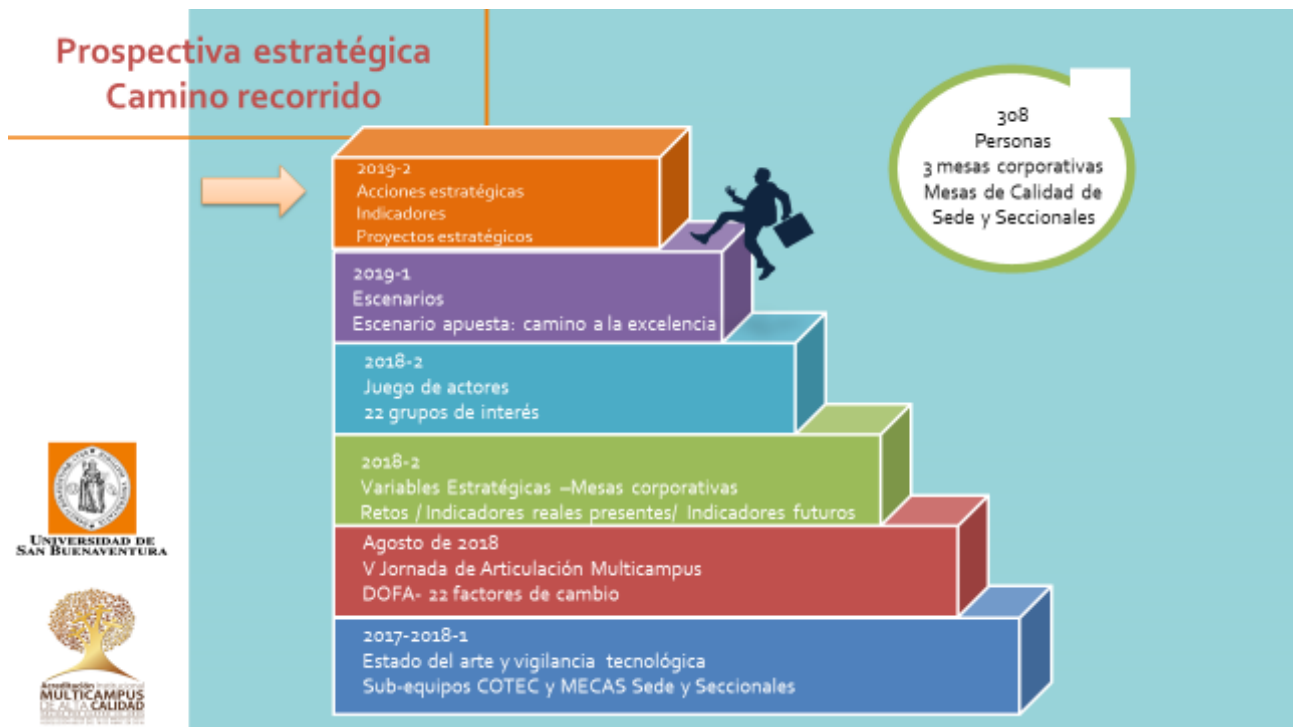 Prospectiva estratégica
Camino recorrido
308
Personas
3 mesas corporativas
Mesas de Calidad de
Sede y Seccionales
2019-2
Acciones estratégicas
Indicadores
Proyectos estratégicos
2019-1
Escenarios
Escenario apuesta: camino a la excelencia
2018-2
Juego de actores
22 grupos de interés
2018-2
Variables Estratégicas –Mesas corporativas
Retos / Indicadores reales presentes/ Indicadores futuros
Agosto de 2018
V Jornada de Articulación Multicampus
DOFA- 22 factores de cambio
2017-2018-1
Estado del arte y vigilancia tecnológica
Sub-equipos COTEC y MECAS Sede y Seccionales
UNIVERSIDAD DE
SAN BUENAVENTURA
Acreditación Institucional
MULTICAMPUS
DE ALTA CALIDAD